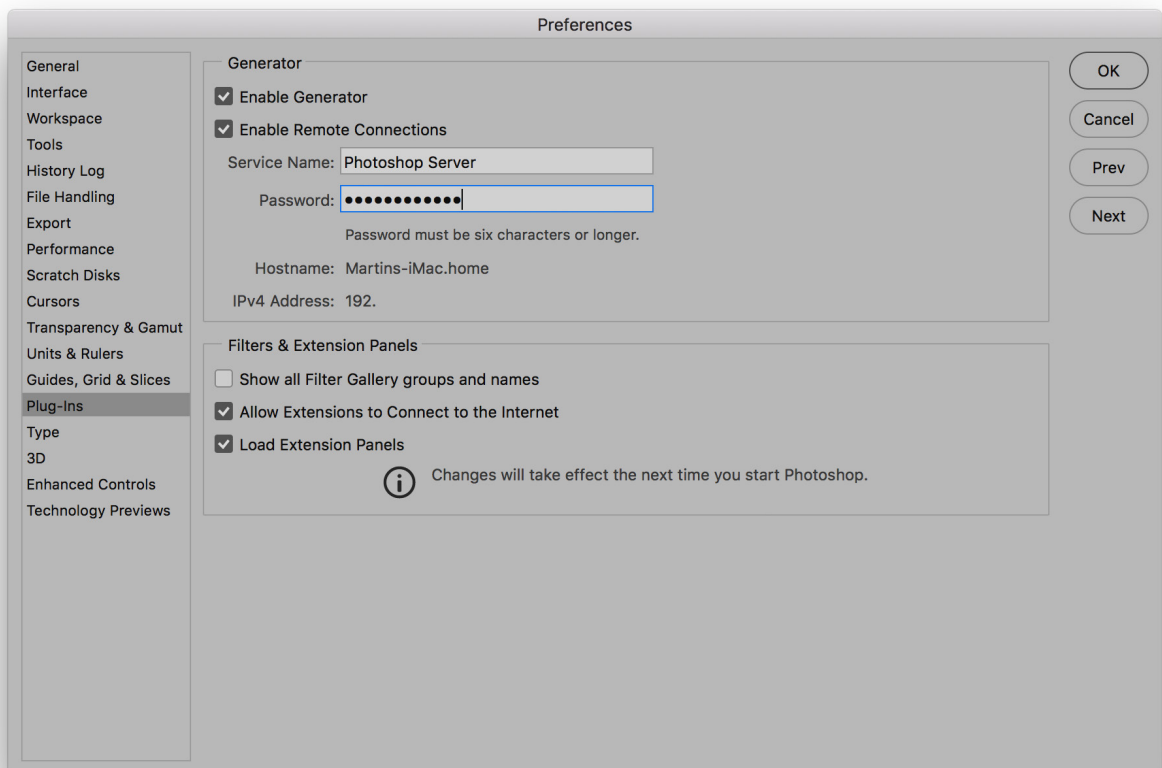 Preferences
General
Interface
Workspace
Tools
History Log
File Handling
Export
Performance
Scratch Disks
Cursors
Transparency & Gamut
Units & Rulers
Guides, Grid & Slices
Plug-Ins
Type
3D
Enhanced Controls
Technology Previews
Generator
Enable Generator
Enable Remote Connections
Service Name: Photoshop Server
Password: ●●●●●●●●●●●●
Password must be six characters or longer.
Hostname: Martins-iMac.home
IPv4 Address: 192.
Filters & Extension Panels
Show all Filter Gallery groups and names
Allow Extensions to Connect to the Internet
Load Extension Panels
Changes will take effect the next time you start Photoshop.
OK
Cancel
Prev
Next